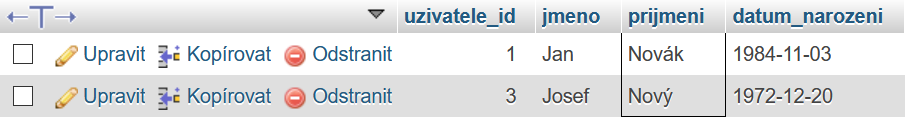 uzivatele_id jmeno prijmeni datum_narozeni
Upravit Kopírovat Odstranit 1 Jan Novák 1984-11-03
Upravit Kopírovat Odstranit 3 Josef Nový 1972-12-20